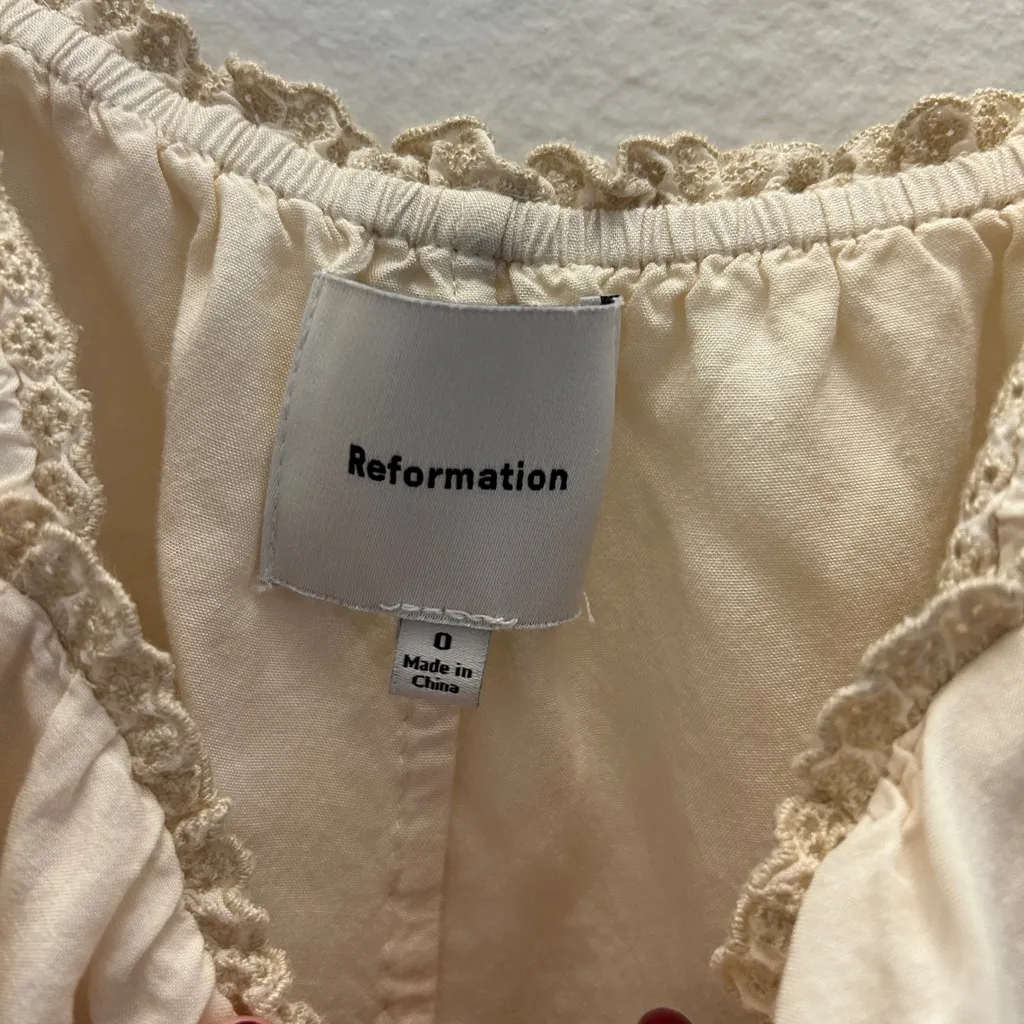 Reformation
0
Made in
China